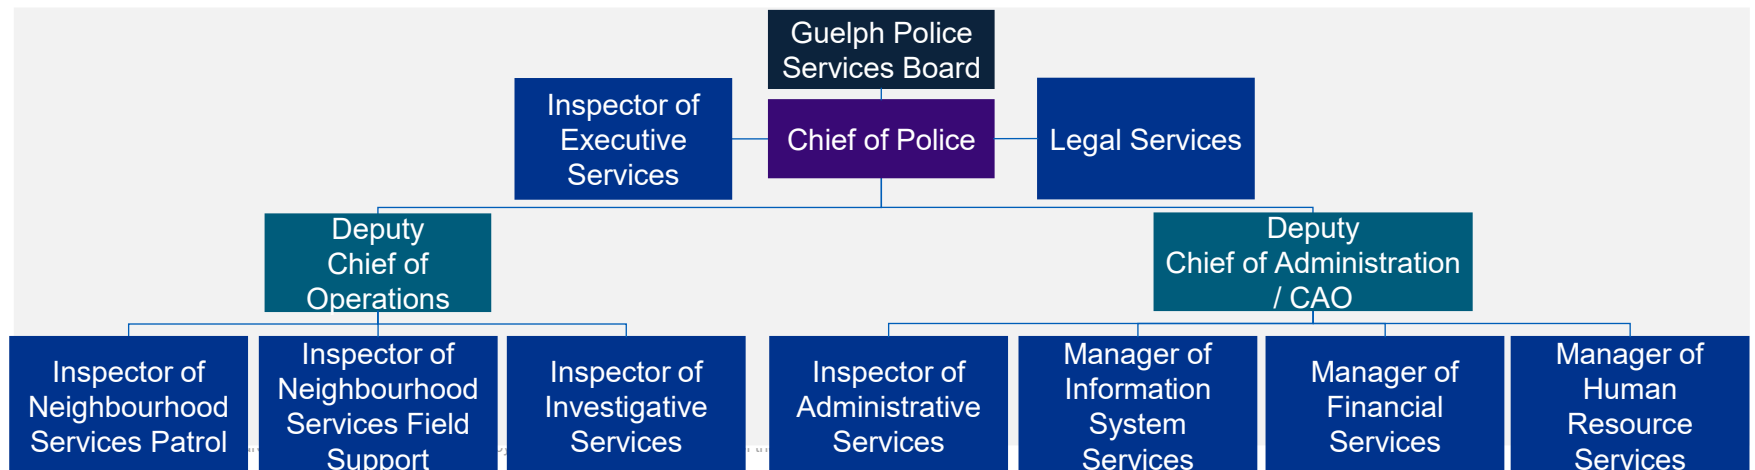 Guelph Police
Services Board
Inspector of
Executive
Services
Chief of Police
Legal Services
Deputy
Chief of
Operations
Deputy
Chief of Administration
/ CAO
Inspector of
Neighbourhood
Services Patrol
Inspector of
Neighbourhood
Services Field
Support
Inspector of
Investigative
Services
Inspector of
Administrative
Services
Manager of
Information
System
Services
Manager of
Financial
Services
Manager of
Human
Resource
Services